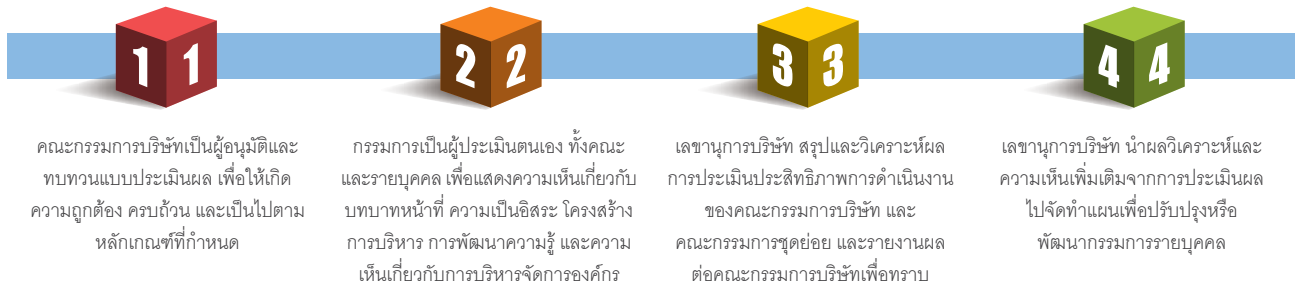 1 1
คณะกรรมการบริษัทเป็นผู้อนุมัติและ
ทบทวนแบบประเมินผล เพื่อให้เกิด
ความถูกต้อง ครบถ้วน และเป็นไปตาม
หลักเกณฑ์ที่กำหนด
2 2
กรรมการเป็นผู้ประเมินตนเอง ทั้งคณะ
และรายบุคคล เพื่อแสดงความเห็นเกี่ยวกับ
บทบาทหน้าที่ ความเป็นอิสระ โครงสร้าง
การบริหาร การพัฒนาความรู้ และความ
เห็นเกี่ยวกับการบริหารจัดการองค์กร
3 3
เลขานุการบริษัท สรุปและวิเคราะห์ผล
การประเมินประสิทธิภาพการดำเนินงาน
ของคณะกรรมการบริษัท และ
คณะกรรมการชุดย่อย และรายงานผล
ต่อคณะกรรมการบริษัทเพื่อทราบ
4 4
เลขานุการบริษัท นำผลวิเคราะห์และ
ความเห็นเพิ่มเติมจากการประเมินผล
ไปจัดทำแผนเพื่อปรับปรุงหรือ
พัฒนากรรมการรายบุคคล